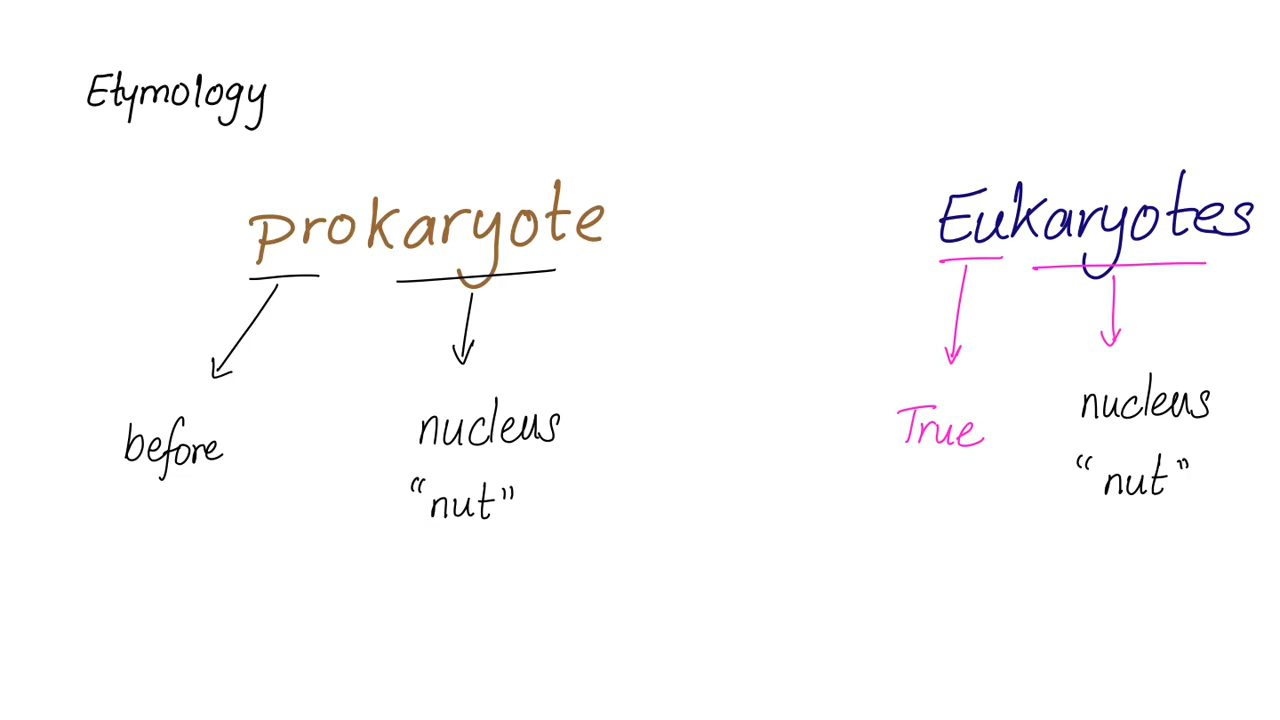 Etymology
Prokaryote
Eukaryotes
before
nucleus
"nut"
True
nucleus
"nut"